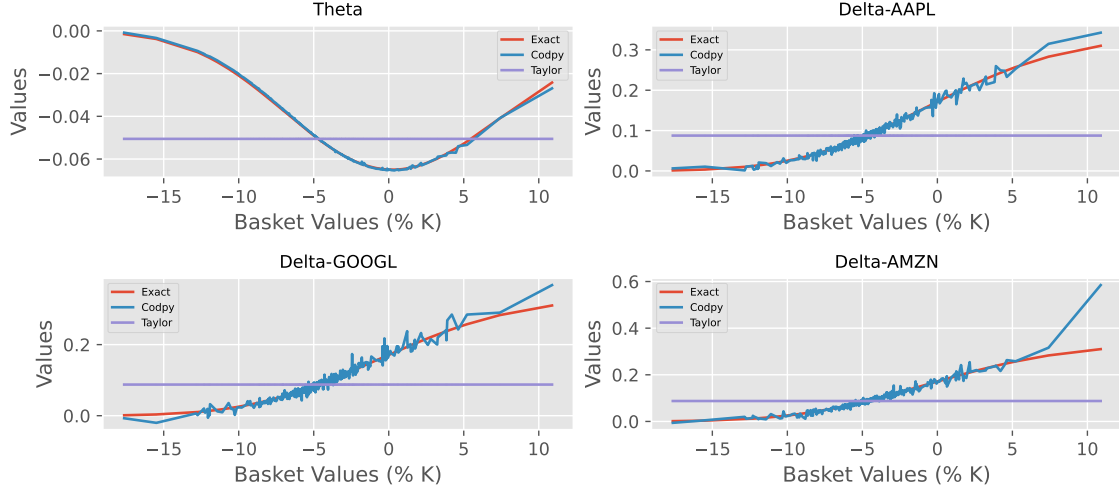 Theta
0.00
−0.02
−0.04
−0.06
Values
Exact
Codpy
Taylor
−15
−10
−5
0
5
10
Basket Values (% K)
Delta-AAPL
0.3
0.2
0.1
0.0
Values
Exact
Codpy
Taylor
−15
−10
−5
0
5
10
Basket Values (% K)
Delta-GOOGL
0.2
0.0
Values
Exact
Codpy
Taylor
−15
−10
−5
0
5
10
Basket Values (% K)
Delta-AMZN
0.6
0.4
0.2
0.0
Values
Exact
Codpy
Taylor
−15
−10
−5
0
5
10
Basket Values (% K)